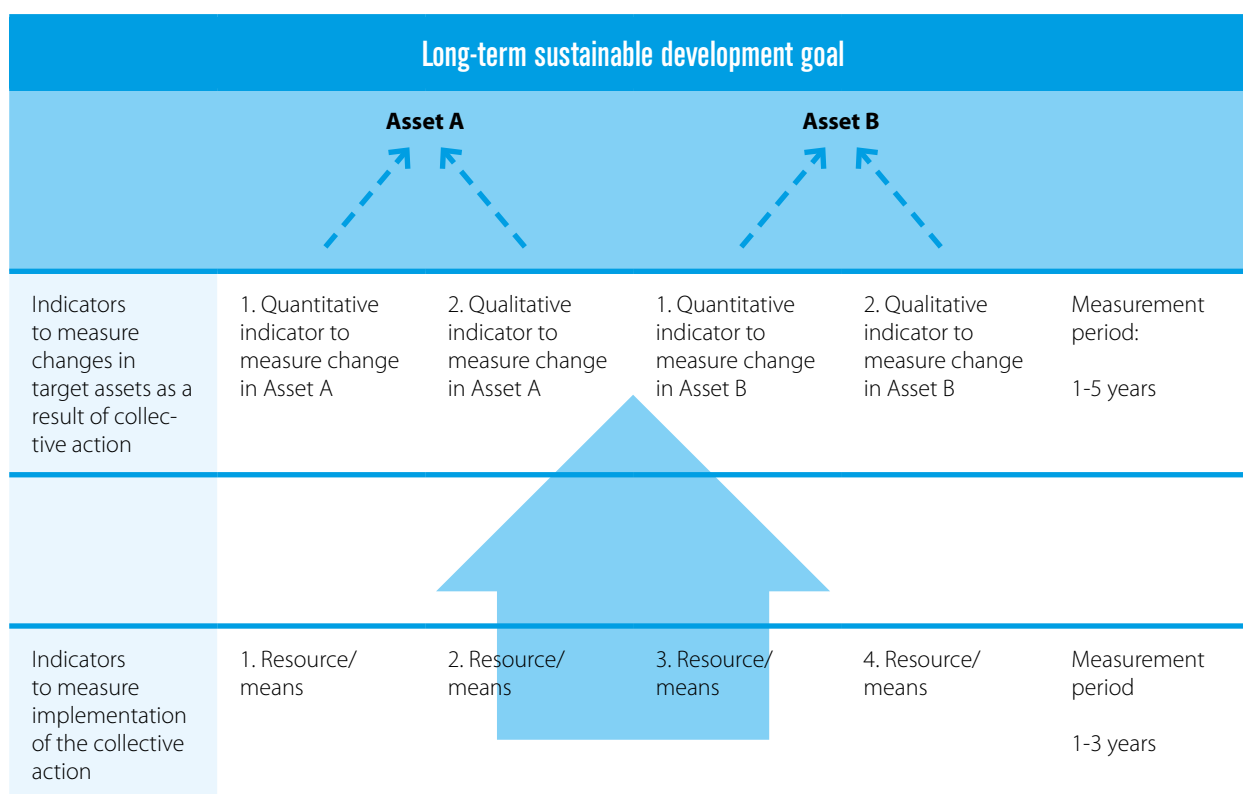 Long-term sustainable development goal
Asset A
Asset B
Indicators
to measure
changes in
target assets as a
result of collec-
tive action
1. Quantitative
indicator to
measure change
in Asset A
2. Qualitative
indicator to
measure change
in Asset A
1. Quantitative
indicator to
measure change
in Asset B
2. Qualitative
indicator to
measure change
in Asset B
Measurement
period:
1-5 years
Indicators
to measure
implementation
of the collective
action
1. Resource/
means
2. Resource/
means
3. Resource/
means
4. Resource/
means
Measurement
period
1-3 years